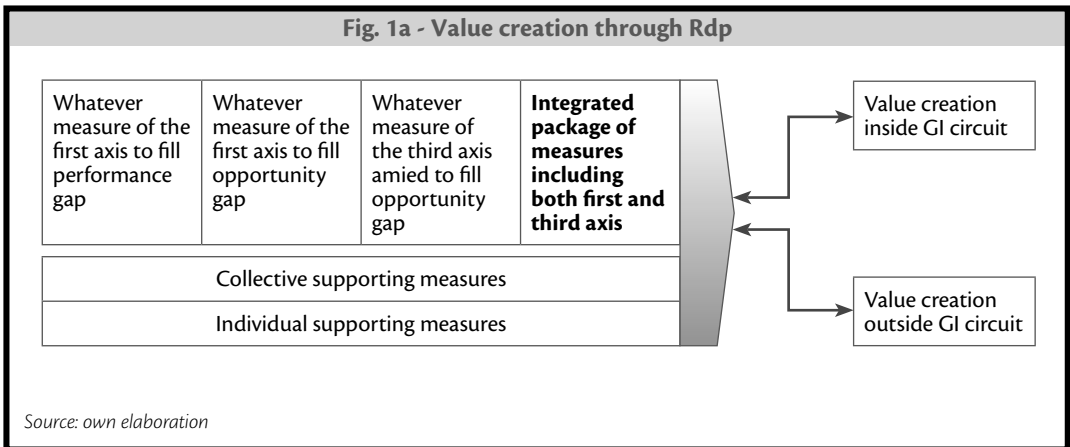 Fig. 1a - Value creation through Rdp
Whatever
measure of the
first axis to fill
performance
gap
Whatever
measure of the
first axis to fill
opportunity
gap
Whatever
measure of
the third axis
amied to fill
opportunity
gap
Integrated
package of
measures
including
both first and
third axis
Collective supporting measures
Individual supporting measures
Value creation
inside GI circuit
Value creation
outside GI circuit
Source: own elaboration